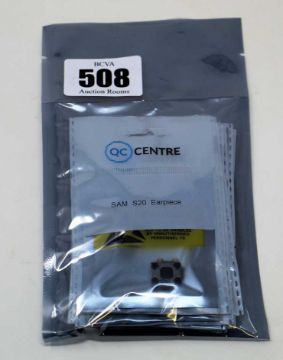 BCVA
508
Auction Rooms
QC CENTRE
SAM S20 Earpiece